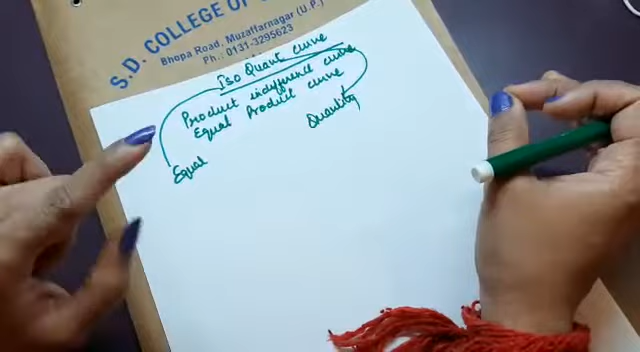 S.D. COLLEGE OF
Bhopa Road, Muzaffarnagar (U.P.)
Ph.: 0131-3295623
Iso Quant curve
Product indifference curve
Equal Product curve
Quantity
Equal